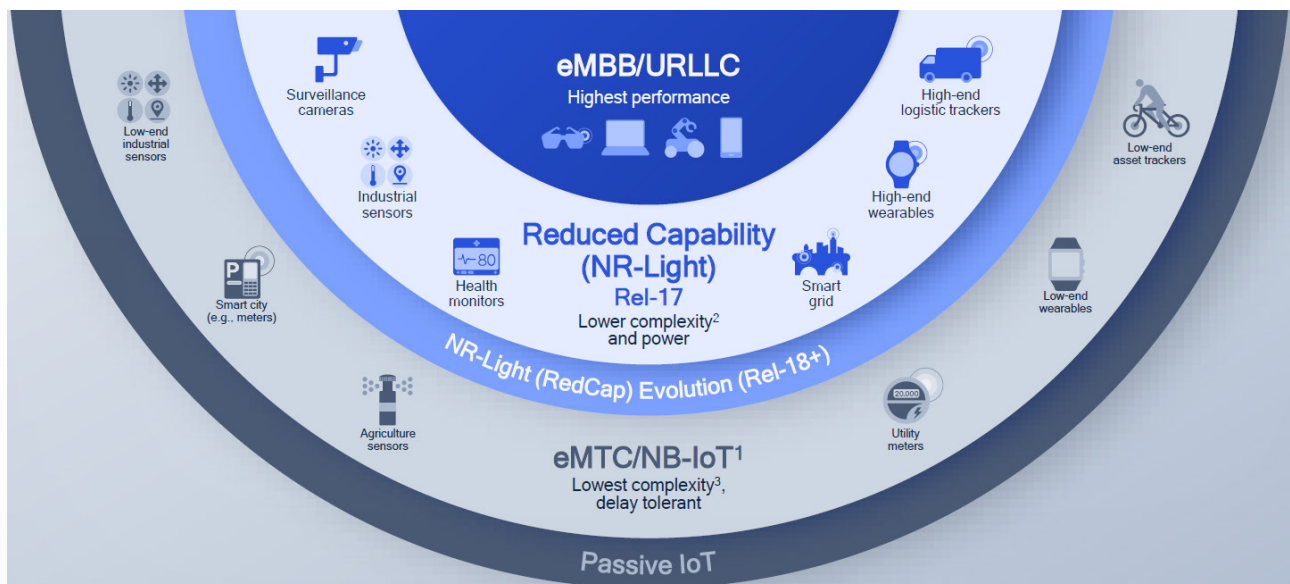 eMBB/URLLC
Highest performance
Surveillance
cameras
Industrial
sensors
80
Health
monitors
High-end
logistic trackers
High-end
wearables
Smart
grid
Reduced Capability
(NR-Light)
Rel-17
Lower complexity²
and power
NR-Light (RedCap) Evolution (Rel-18+)
Low-end
industrial
sensors
P
Smart city
(e.g., meters)
Agriculture
sensors
Low-end
asset trackers
Low-end
wearables
20.000
Utility
meters
eMTC/NB-IoT¹
Lowest complexity³,
delay tolerant
Passive IoT